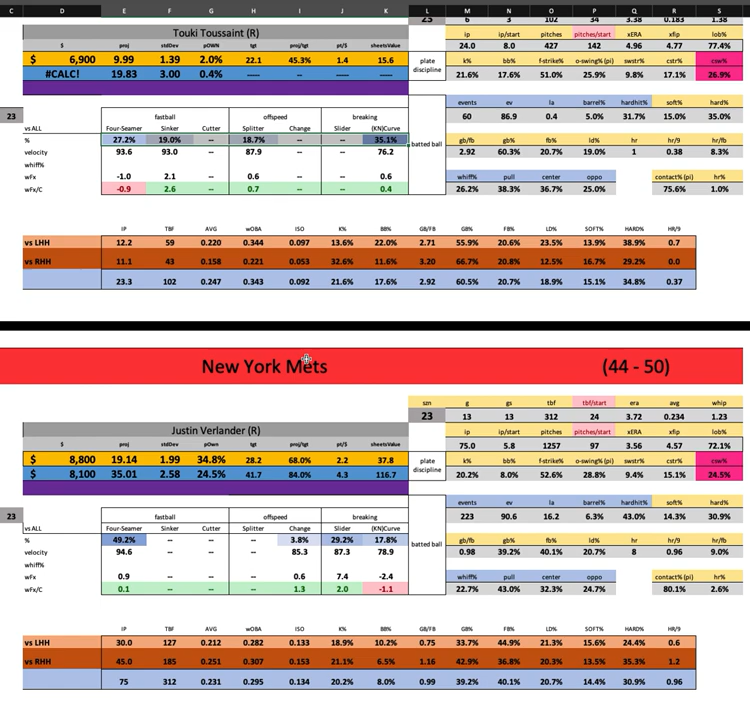 C D E F G H I J K L M N O P Q R S
25 6 3 102 34 3.38 0.183 1.38
Touki Toussaint (R)
ip ip/start pitches pitches/start xERA xfip lob%
24.0 8.0 427 142 4.96 4.77 77.4%
$ proj stdDev pOWN tgt proj/tgt pt/$ sheetsValue
$ 6,900 9.99 1.39 2.0% 22.1 45.3% 1.4 15.6
plate discipline
k% bb% f-strike% o-swing% (pi) swstr% cstr% csw%
#CALC! 19.83 3.00 0.4% — — — —
21.6% 17.6% 51.0% 25.9% 9.8% 17.1% 26.9%
events ev la barrel% hardhit% soft% hard%
60 86.9 0.4 5.0% 31.7% 15.0% 35.0%
23 fastball offspeed breaking
vs ALL Four-Seamer Sinker Cutter Splitter Change Slider (KN)Curve
% 27.2% 19.0% -- 18.7% -- -- 35.1%
batted ball
gb/fb gb% fb% ld% hr hr/9 hr/fb
velocity 93.6 93.0 -- 87.9 -- -- 76.2
2.92 60.3% 20.7% 19.0% 1 0.38 8.3%
whiff%
wFx -1.0 2.1 -- 0.6 -- -- 0.6
whiff% pull center oppo contact% (pi) hr%
wFx/C -0.9 2.6 -- 0.7 -- -- 0.4
26.2% 38.3% 36.7% 25.0% 75.6% 1.0%
IP TBF AVG wOBA ISO K% BB% GB/FB GB% FB% LD% SOFT% HARD% HR/9
vs LHH 12.2 59 0.220 0.344 0.097 13.6% 22.0% 2.71 55.9% 20.6% 23.5% 13.9% 38.9% 0.7
vs RHH 11.1 43 0.158 0.221 0.053 32.6% 11.6% 3.20 66.7% 20.8% 12.5% 16.7% 29.2% 0.0
23.3 102 0.247 0.343 0.092 21.6% 17.6% 2.92 60.5% 20.7% 18.9% 15.1% 34.8% 0.37
New York Mets (44 - 50)
szn g gs tbf tbf/start era avg whip
23 13 13 312 24 3.72 0.234 1.23
Justin Verlander (R)
ip ip/start pitches pitches/start xERA xfip lob%
75.0 5.8 1257 97 3.56 4.57 72.1%
$ proj stdDev pOwn tgt proj/tgt pt/$ sheetsValue
$ 8,800 19.14 1.99 34.8% 28.2 68.0% 2.2 37.8
plate discipline
k% bb% f-strike% o-swing% (pi) swstr% cstr% csw%
$ 8,100 35.01 2.58 24.5% 41.7 84.0% 4.3 116.7
20.2% 8.0% 52.6% 28.8% 9.4% 15.1% 24.5%
events ev la barrel% hardhit% soft% hard%
223 90.6 16.2 6.3% 43.0% 14.3% 30.9%
23 fastball offspeed breaking
vs ALL Four-Seamer Sinker Cutter Splitter Change Slider (KN)Curve
% 49.2% -- -- -- 3.8% 29.2% 17.8%
batted ball
gb/fb gb% fb% ld% hr hr/9 hr/fb
velocity 94.6 -- -- -- 85.3 87.3 78.9
0.98 39.2% 40.1% 20.7% 8 0.96 9.0%
whiff%
wFx 0.9 -- -- -- 0.6 7.4 -2.4
whiff% pull center oppo contact% (pi) hr%
wFx/C 0.1 -- -- -- 1.3 2.0 -1.1
22.7% 43.0% 32.3% 24.7% 80.1% 2.6%
IP TBF AVG wOBA ISO K% BB% GB/FB GB% FB% LD% SOFT% HARD% HR/9
vs LHH 30.0 127 0.212 0.282 0.133 18.9% 10.2% 0.75 33.7% 44.9% 21.3% 15.6% 24.4% 0.6
vs RHH 45.0 185 0.251 0.307 0.153 21.1% 6.5% 1.16 42.9% 36.8% 20.3% 13.5% 35.3% 1.2
75 312 0.231 0.295 0.134 20.2% 8.0% 0.99 39.2% 40.1% 20.7% 14.4% 30.9% 0.96